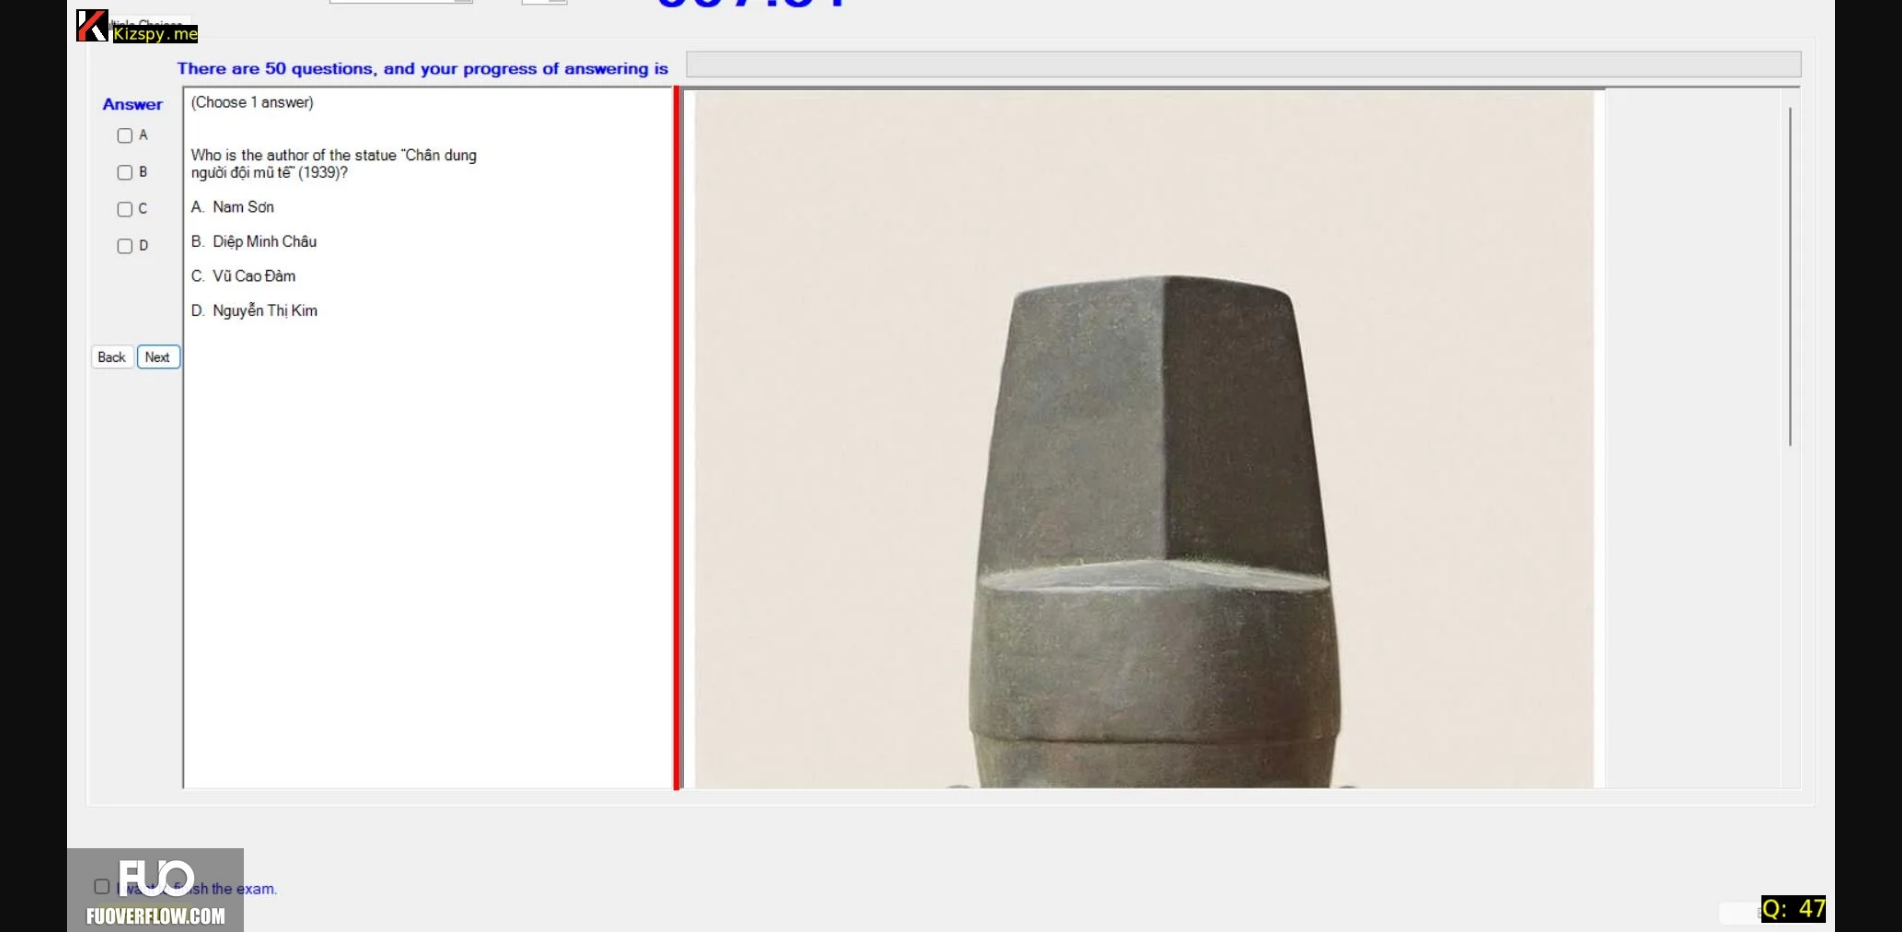 Kizspy.me
There are 50 questions, and your progress of answering is
Answer
A
B
C
D
Back
Next
(Choose 1 answer)
Who is the author of the statue "Chân dung
người đội mũ tế" (1939)?
A. Nam Sơn
B. Diệp Minh Châu
C. Vũ Cao Đàm
D. Nguyễn Thị Kim
FUO
finish the exam.
FUOVERFLOW.COM
Q: 47